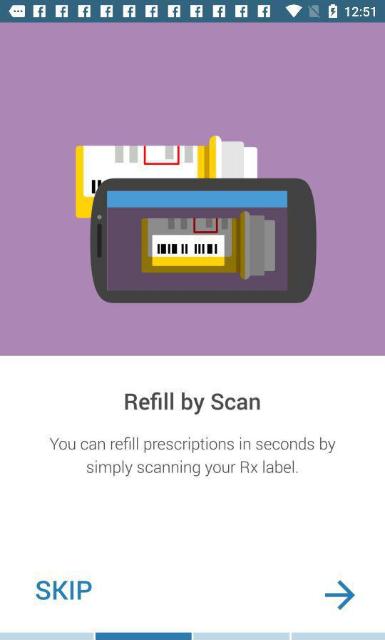 12:51
Refill by Scan
You can refill prescriptions in seconds by
simply scanning your Rx label.
SKIP